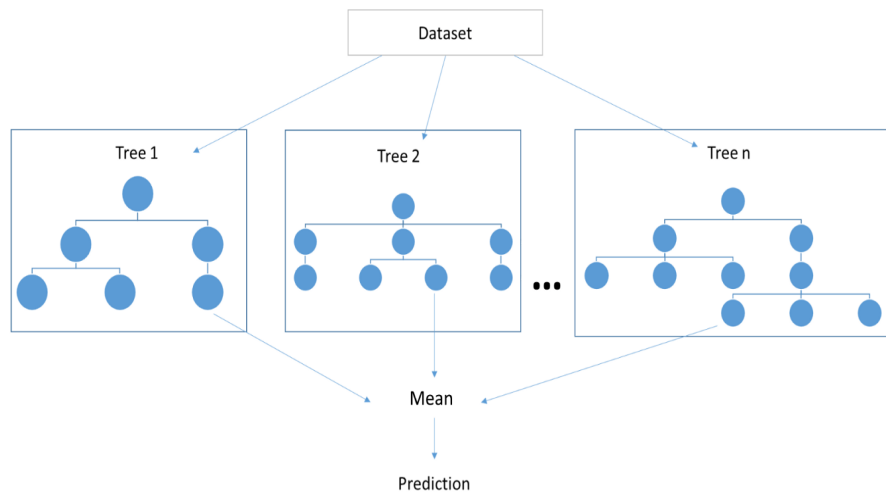 Dataset
Tree 1
Tree 2
Tree n
...
Mean
Prediction